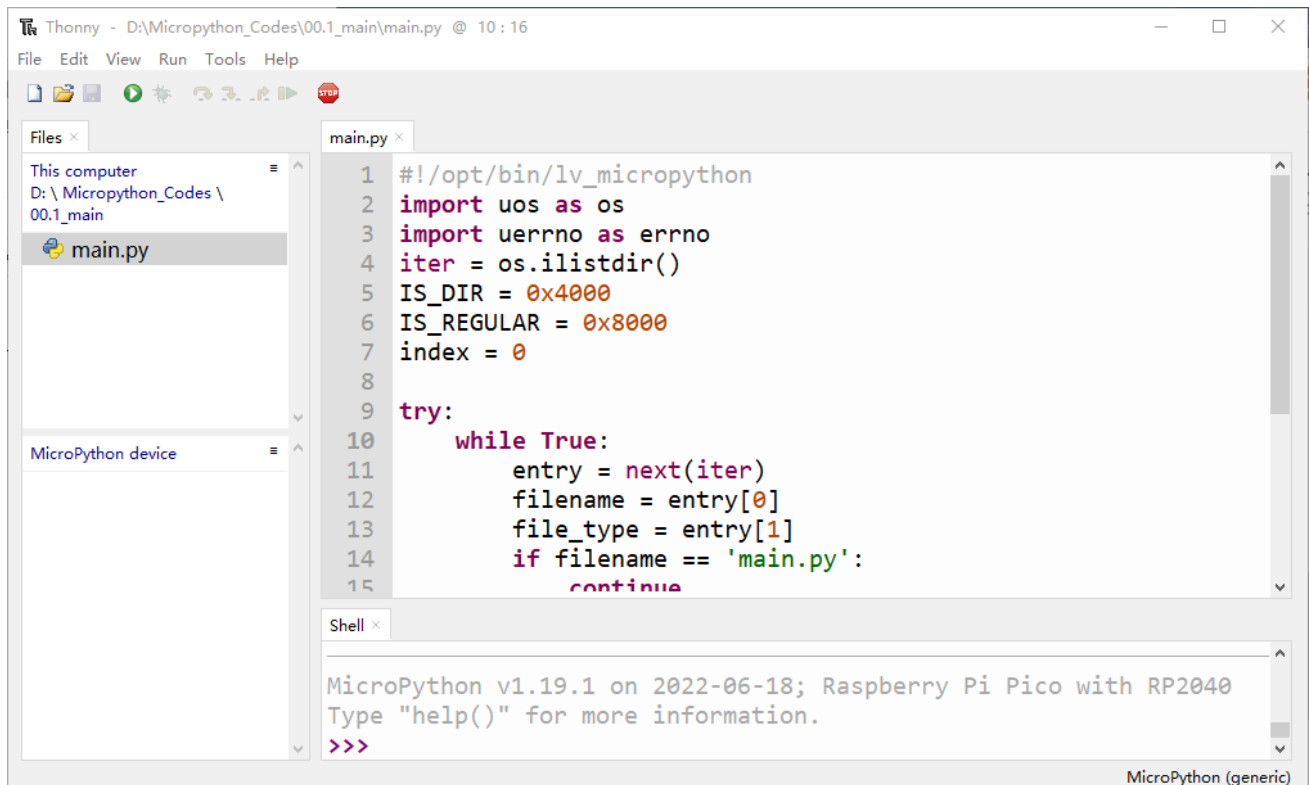 Thonny - D:\Micropython_Codes\00.1_main\main.py @ 10 : 16
File Edit View Run Tools Help
STOP
Files ×
This computer
D: \ Micropython_Codes \
00.1_main
main.py
MicroPython device
main.py ×
1 #!/opt/bin/lv_micropython
2 import uos as os
3 import uerrno as errno
4 iter = os.ilistdir()
5 IS_DIR = 0x4000
6 IS_REGULAR = 0x8000
7 index = 0
8
9 try:
10     while True:
11         entry = next(iter)
12         filename = entry[0]
13         file_type = entry[1]
14         if filename == 'main.py':
15             continue
Shell ×
MicroPython v1.19.1 on 2022-06-18; Raspberry Pi Pico with RP2040
Type "help()" for more information.
>>>
MicroPython (generic)